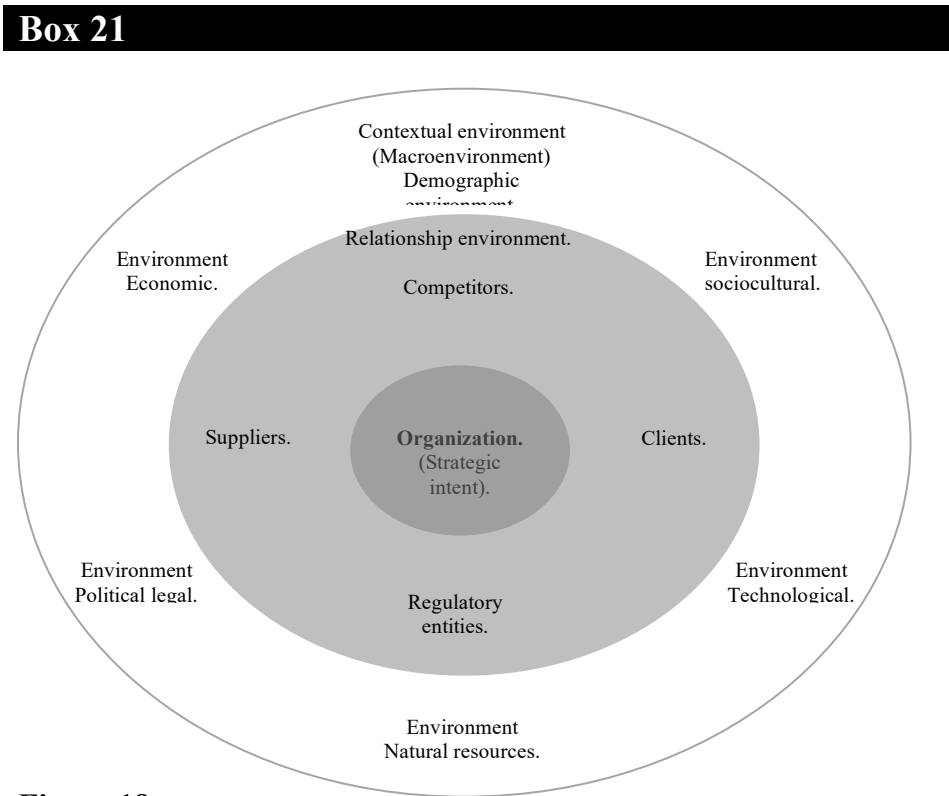 Box 21
Contextual environment
(Macroenvironment)
Demographic
environment
Relationship environment.
Environment
Economic.
Environment
sociocultural.
Competitors.
Suppliers.
Organization.
(Strategic
intent).
Clients.
Environment
Political legal.
Environment
Technological.
Regulatory
entities.
Environment
Natural resources.